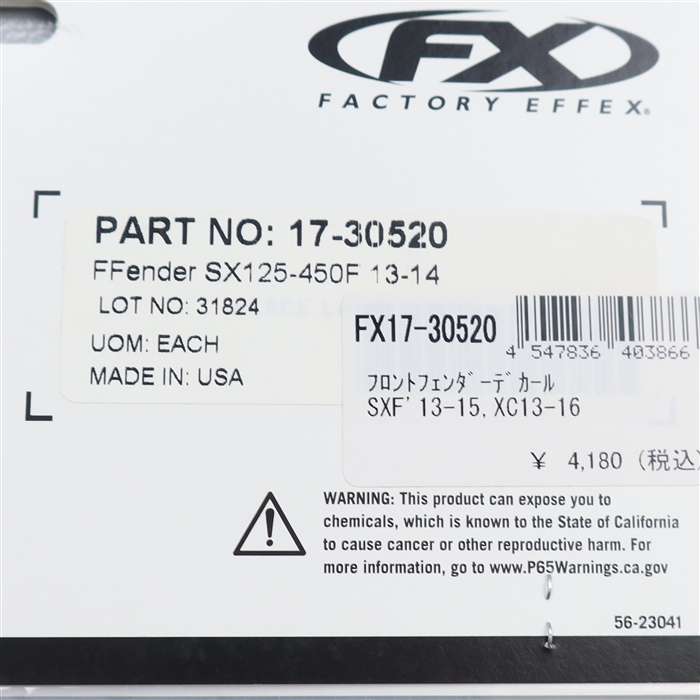 FX
FACTORY EFFEX®
PART NO: 17-30520
FFender SX125-450F 13-14
LOT NO: 31824
UOM: EACH
MADE IN: USA
FX17-30520
4 547836 403866
フロントフェンダーデカール
SXF' 13-15, XC13-16
¥ 4,180 (税込)
WARNING: This product can expose you to
chemicals, which is known to the State of California
to cause cancer or other reproductive harm. For
more information, go to www.P65Warnings.ca.gov
56-23041